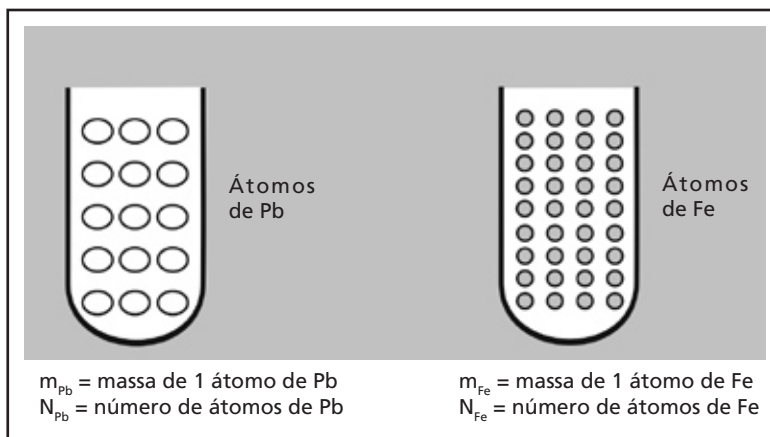 Átomos
de Pb
Átomos
de Fe
m_Pb = massa de 1 átomo de Pb
N_Pb = número de átomos de Pb
m_Fe = massa de 1 átomo de Fe
N_Fe = número de átomos de Fe